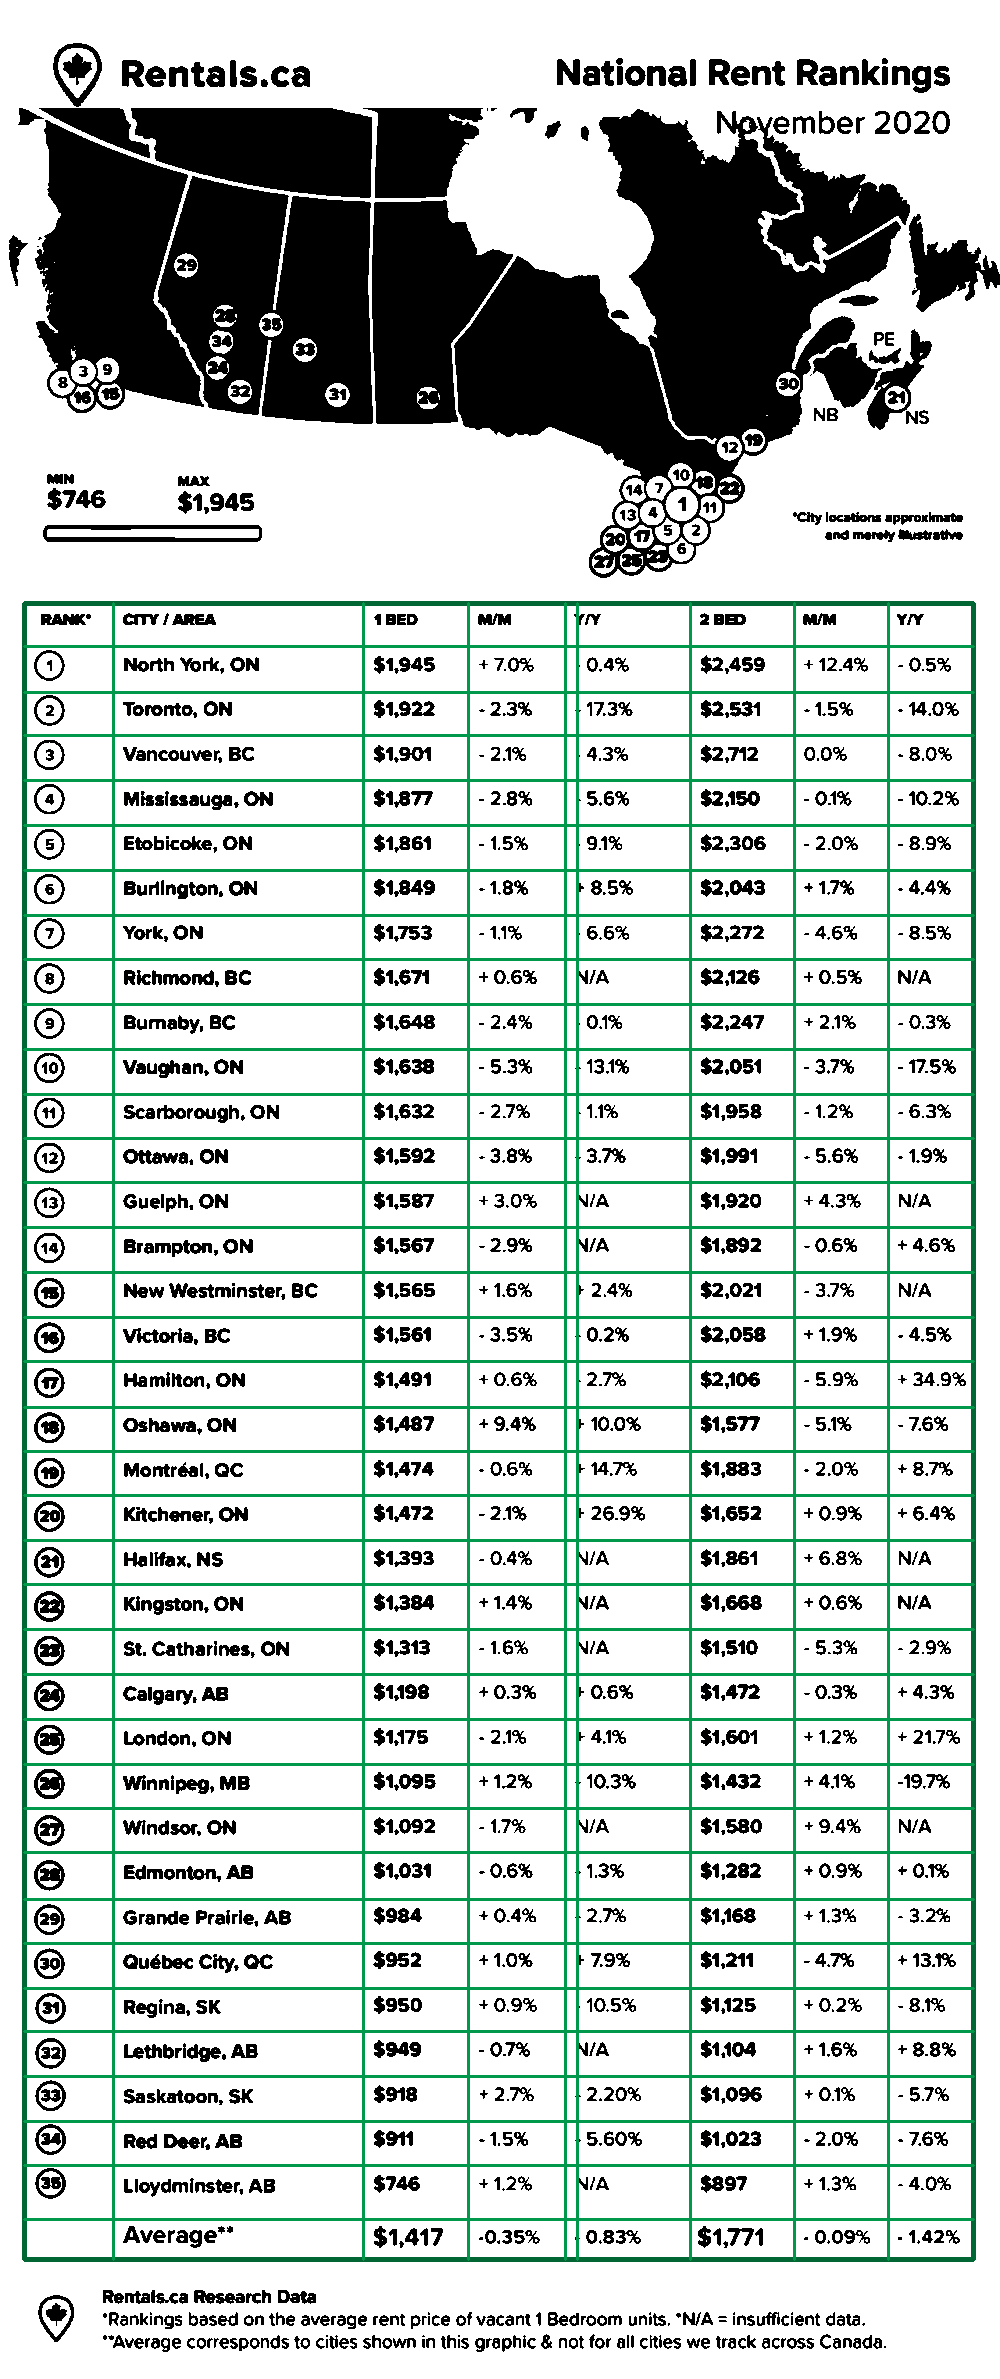 Rentals.ca
National Rent Rankings
November 2020
29
28
35
34
33
24
32
31
26
8
3
9
16
15
30
PE
NB
21
NS
12
19
10
14
7
18
22
1
11
13
4
5
2
20
17
6
27
25
23
MIN
$746
MAX
$1,945
*City locations approximate
and merely illustrative
RANK* CITY / AREA 1 BED M/M Y/Y 2 BED M/M Y/Y
1 North York, ON $1,945 + 7.0% - 0.4% $2,459 + 12.4% - 0.5%
2 Toronto, ON $1,922 - 2.3% - 17.3% $2,531 - 1.5% - 14.0%
3 Vancouver, BC $1,901 - 2.1% - 4.3% $2,712 0.0% - 8.0%
4 Mississauga, ON $1,877 - 2.8% - 5.6% $2,150 - 0.1% - 10.2%
5 Etobicoke, ON $1,861 - 1.5% - 9.1% $2,306 - 2.0% - 8.9%
6 Burlington, ON $1,849 - 1.8% + 8.5% $2,043 + 1.7% - 4.4%
7 York, ON $1,753 - 1.1% - 6.6% $2,272 - 4.6% - 8.5%
8 Richmond, BC $1,671 + 0.6% N/A $2,126 + 0.5% N/A
9 Burnaby, BC $1,648 - 2.4% - 0.1% $2,247 + 2.1% - 0.3%
10 Vaughan, ON $1,638 - 5.3% - 13.1% $2,051 - 3.7% - 17.5%
11 Scarborough, ON $1,632 - 2.7% - 1.1% $1,958 - 1.2% - 6.3%
12 Ottawa, ON $1,592 - 3.8% - 3.7% $1,991 - 5.6% - 1.9%
13 Guelph, ON $1,587 + 3.0% N/A $1,920 + 4.3% N/A
14 Brampton, ON $1,567 - 2.9% N/A $1,892 - 0.6% + 4.6%
15 New Westminster, BC $1,565 + 1.6% + 2.4% $2,021 - 3.7% N/A
16 Victoria, BC $1,561 - 3.5% - 0.2% $2,058 + 1.9% - 4.5%
17 Hamilton, ON $1,491 + 0.6% - 2.7% $2,106 - 5.9% + 34.9%
18 Oshawa, ON $1,487 + 9.4% + 10.0% $1,577 - 5.1% - 7.6%
19 Montréal, QC $1,474 - 0.6% + 14.7% $1,883 - 2.0% + 8.7%
20 Kitchener, ON $1,472 - 2.1% + 26.9% $1,652 + 0.9% + 6.4%
21 Halifax, NS $1,393 - 0.4% N/A $1,861 + 6.8% N/A
22 Kingston, ON $1,384 + 1.4% N/A $1,668 + 0.6% N/A
23 St. Catharines, ON $1,313 - 1.6% N/A $1,510 - 5.3% - 2.9%
24 Calgary, AB $1,198 + 0.3% + 0.6% $1,472 - 0.3% + 4.3%
25 London, ON $1,175 - 2.1% + 4.1% $1,601 + 1.2% + 21.7%
26 Winnipeg, MB $1,095 + 1.2% - 10.3% $1,432 + 4.1% -19.7%
27 Windsor, ON $1,092 - 1.7% N/A $1,580 + 9.4% N/A
28 Edmonton, AB $1,031 - 0.6% - 1.3% $1,282 + 0.9% + 0.1%
29 Grande Prairie, AB $984 + 0.4% - 2.7% $1,168 + 1.3% - 3.2%
30 Québec City, QC $952 + 1.0% + 7.9% $1,211 - 4.7% + 13.1%
31 Regina, SK $950 + 0.9% - 10.5% $1,125 + 0.2% - 8.1%
32 Lethbridge, AB $949 - 0.7% N/A $1,104 + 1.6% + 8.8%
33 Saskatoon, SK $918 + 2.7% - 2.20% $1,096 + 0.1% - 5.7%
34 Red Deer, AB $911 - 1.5% - 5.60% $1,023 - 2.0% - 7.6%
35 Lloydminster, AB $746 + 1.2% N/A $897 + 1.3% - 4.0%
Average** $1,417 -0.35% - 0.83% $1,771 - 0.09% - 1.42%
Rentals.ca Research Data
*Rankings based on the average rent price of vacant 1 Bedroom units. *N/A = insufficient data.
**Average corresponds to cities shown in this graphic & not for all cities we track across Canada.